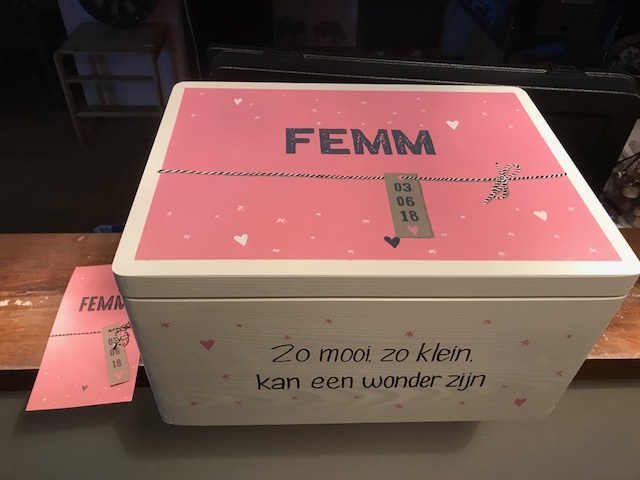 FEMM
03
06
18
Zo mooi, zo klein,
kan een wonder zijn
FEMM
03
06
18